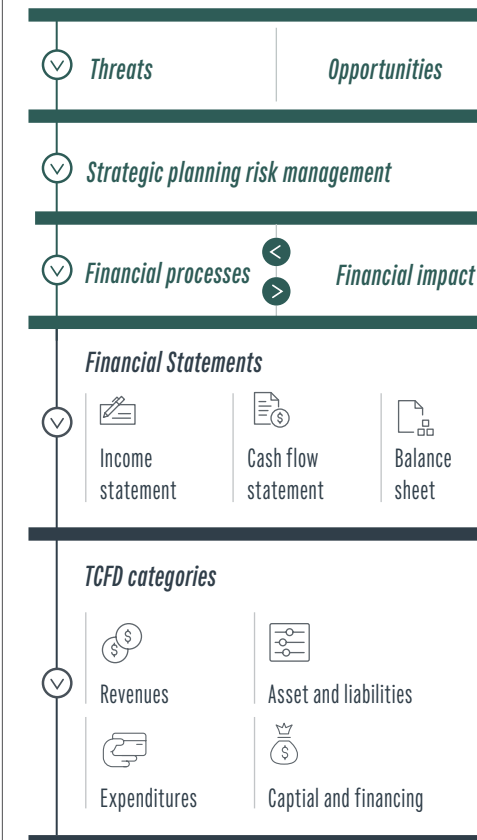 Threats
Opportunities
Strategic planning risk management
Financial processes
Financial impact
Financial Statements
Income
statement
Cash flow
statement
Balance
sheet
TCFD categories
Revenues
Asset and liabilities
Expenditures
Captial and financing